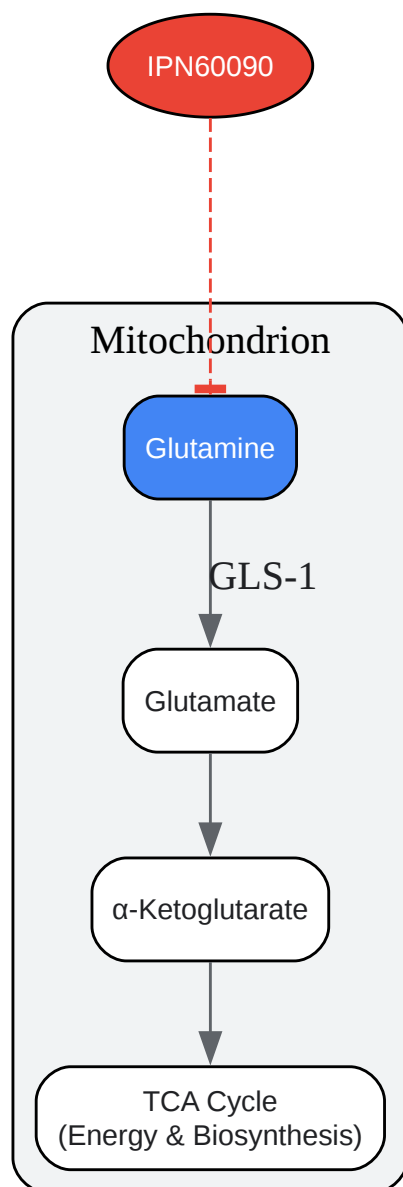 IPN60090
Mitochondrion
Glutamine
GLS-1
Glutamate
α-Ketoglutarate
TCA Cycle
(Energy & Biosynthesis)